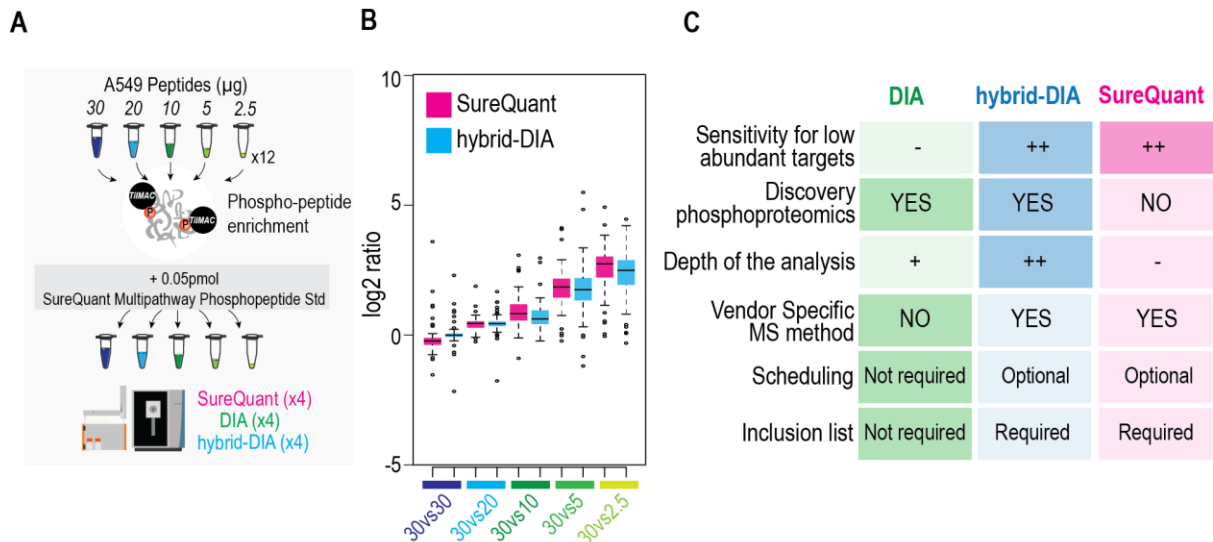 A
A549 Peptides (µg)
30 20 10 5 2.5
x12
TiIMAC
P
P
TiIMAC
Phospho-peptide
enrichment
+ 0.05pmol
SureQuant Multipathway Phosphopeptide Std
SureQuant (x4)
DIA (x4)
hybrid-DIA (x4)
B
SureQuant
hybrid-DIA
log2 ratio
10
5
0
-5
30vs30
30vs20
30vs10
30vs5
30vs2.5
C
DIA hybrid-DIA SureQuant
Sensitivity for low
abundant targets
- ++ ++
Discovery
phosphoproteomics
YES YES NO
Depth of the analysis + ++ -
Vendor Specific
MS method
NO YES YES
Scheduling Not required Optional Optional
Inclusion list Not required Required Required